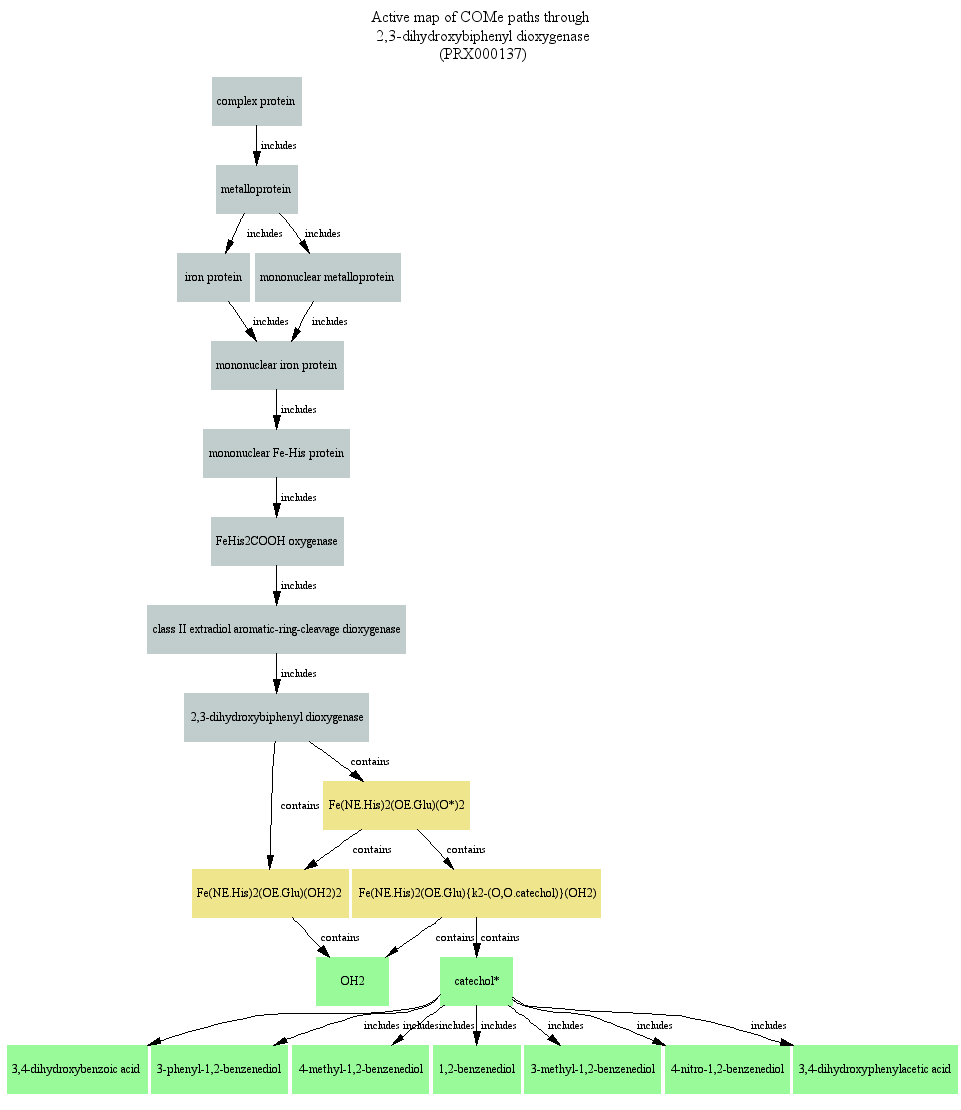 Active map of COMe paths through
2,3-dihydroxybiphenyl dioxygenase
(PRX000137)
complex protein
includes
metalloprotein
includes
includes
iron protein
mononuclear metalloprotein
includes
includes
mononuclear iron protein
includes
mononuclear Fe-His protein
includes
FeHis2COOH oxygenase
includes
class II extradiol aromatic-ring-cleavage dioxygenase
includes
2,3-dihydroxybiphenyl dioxygenase
contains
contains
Fe(NE.His)2(OE.Glu)(O*)2
contains
contains
Fe(NE.His)2(OE.Glu)(OH2)2
Fe(NE.His)2(OE.Glu){k2-(O,O.catechol)}(OH2)
contains
contains
contains
OH2
catechol*
includes
includes
includes
includes
includes
includes
includes
3,4-dihydroxybenzoic acid
3-phenyl-1,2-benzenediol
4-methyl-1,2-benzenediol
1,2-benzenediol
3-methyl-1,2-benzenediol
4-nitro-1,2-benzenediol
3,4-dihydroxyphenylacetic acid